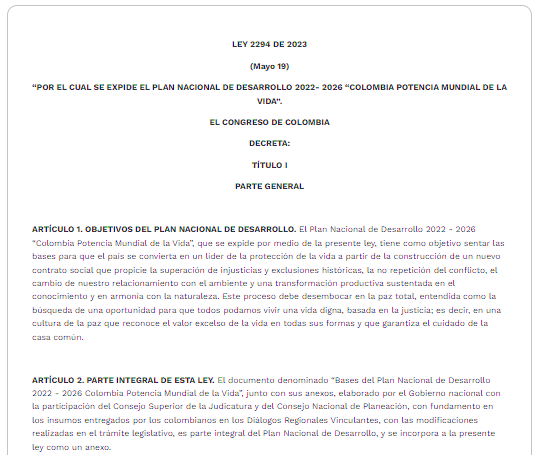 LEY 2294 DE 2023
(Mayo 19)
“POR EL CUAL SE EXPIDE EL PLAN NACIONAL DE DESARROLLO 2022- 2026 “COLOMBIA POTENCIA MUNDIAL DE LA
VIDA”.
EL CONGRESO DE COLOMBIA
DECRETA:
TÍTULO I
PARTE GENERAL
ARTÍCULO 1. OBJETIVOS DEL PLAN NACIONAL DE DESARROLLO. El Plan Nacional de Desarrollo 2022 - 2026
“Colombia Potencia Mundial de la Vida”, que se expide por medio de la presente ley, tiene como objetivo sentar las
bases para que el país se convierta en un líder de la protección de la vida a partir de la construcción de un nuevo
contrato social que propicie la superación de injusticias y exclusiones históricas, la no repetición del conflicto, el
cambio de nuestro relacionamiento con el ambiente y una transformación productiva sustentada en el
conocimiento y en armonía con la naturaleza. Este proceso debe desembocar en la paz total, entendida como la
búsqueda de una oportunidad para que todos podamos vivir una vida digna, basada en la justicia; es decir, en una
cultura de la paz que reconoce el valor excelso de la vida en todas sus formas y que garantiza el cuidado de la
casa común.
ARTÍCULO 2. PARTE INTEGRAL DE ESTA LEY. El documento denominado “Bases del Plan Nacional de Desarrollo
2022 - 2026 Colombia Potencia Mundial de la Vida”, junto con sus anexos, elaborado por el Gobierno nacional con
la participación del Consejo Superior de la Judicatura y del Consejo Nacional de Planeación, con fundamento en
los insumos entregados por los colombianos en los Diálogos Regionales Vinculantes, con las modificaciones
realizadas en el trámite legislativo, es parte integral del Plan Nacional de Desarrollo, y se incorpora a la presente
ley como un anexo.